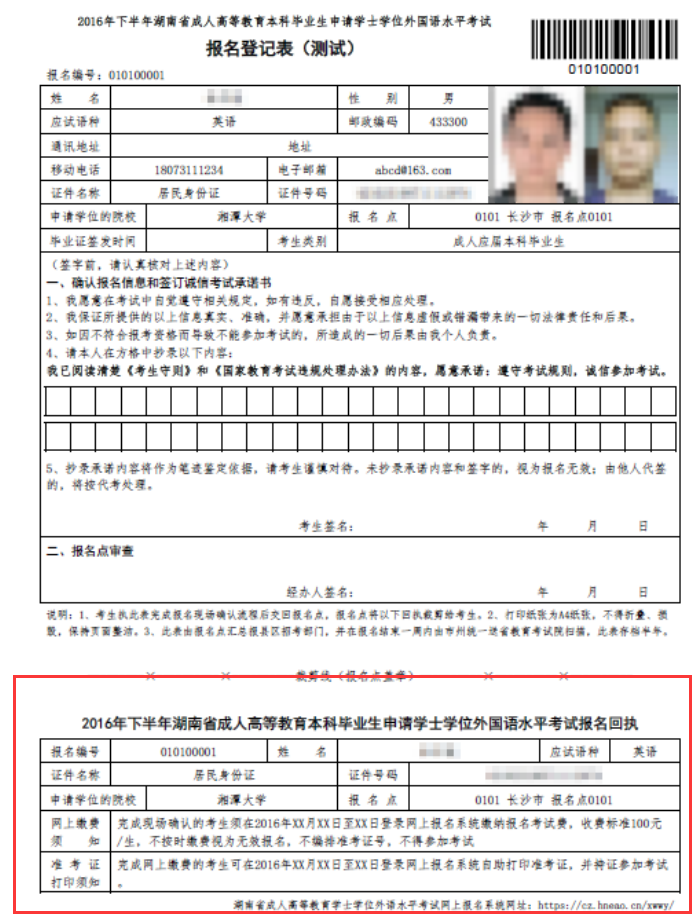 2016年下半年湖南省成人高等教育本科毕业生申请学士学位外国语水平考试
报名登记表（测试）
010100001
报名编号：010100001
姓 名 性 别 男
应试语种 英语 邮政编码 433300
通讯地址 地址
移动电话 18073111234 电子邮箱 abcd@163.com
证件名称 居民身份证 证件号码
申请学位的院校 湘潭大学 报 名 点 0101 长沙市 报名点0101
毕业证签发时间 考生类别 成人应届本科毕业生
（签字前，请认真核对上述内容）
一、确认报名信息和签订诚信考试承诺书
1、我愿意在考试中自觉遵守相关规定，如有违反，自愿接受相应处理。
2、我保证所提供的以上信息真实、准确，并愿意承担由于以上信息虚假或错漏带来的一切法律责任和后果。
3、如因不符合报考资格而导致不能参加考试的，所造成的一切后果由我个人负责。
4、请本人在方格中抄录以下内容：
我已阅读清楚《考生守则》和《国家教育考试违规处理办法》的内容，愿意承诺：遵守考试规则，诚信参加考试。
5、抄录承诺内容将作为笔迹鉴定依据，请考生谨慎对待。未抄录承诺内容和签字的，视为报名无效；由他人代签
的，将按代考处理。
考生签名： 年 月 日
二、报名点审查
经办人签名： 年 月 日
说明：1、考生执此表完成报名现场确认流程后交回报名点，报名点将以下回执裁剪给考生。2、打印纸张为A4纸张，不得折叠、损
毁，保持页面整洁。3、此表由报名点汇总报县区招考部门，并在报名结束一周内由市州统一送省教育考试院扫描，此表存档半年。
裁剪线（报名点盖章）
2016年下半年湖南省成人高等教育本科毕业生申请学士学位外国语水平考试报名回执
报名编号 010100001 姓 名 应试语种 英语
证件名称 居民身份证 证件号码
申请学位的院校 湘潭大学 报 名 点 0101 长沙市 报名点0101
网上缴费 完成现场确认的考生须在2016年XX月XX日至XX日登录网上报名系统缴纳报名考试费，收费标准100元
须 知 /生，不按时缴费视为无效报名，不编排准考证号，不得参加考试
准 考 证 完成网上缴费的考生可在2016年XX月XX日至XX日登录网上报名系统自助打印准考证，并持证参加考试
打印须知 。
湖南省成人高等教育学士学位外语水平考试网上报名系统网址：https://cz.hneao.cn/xwwy/